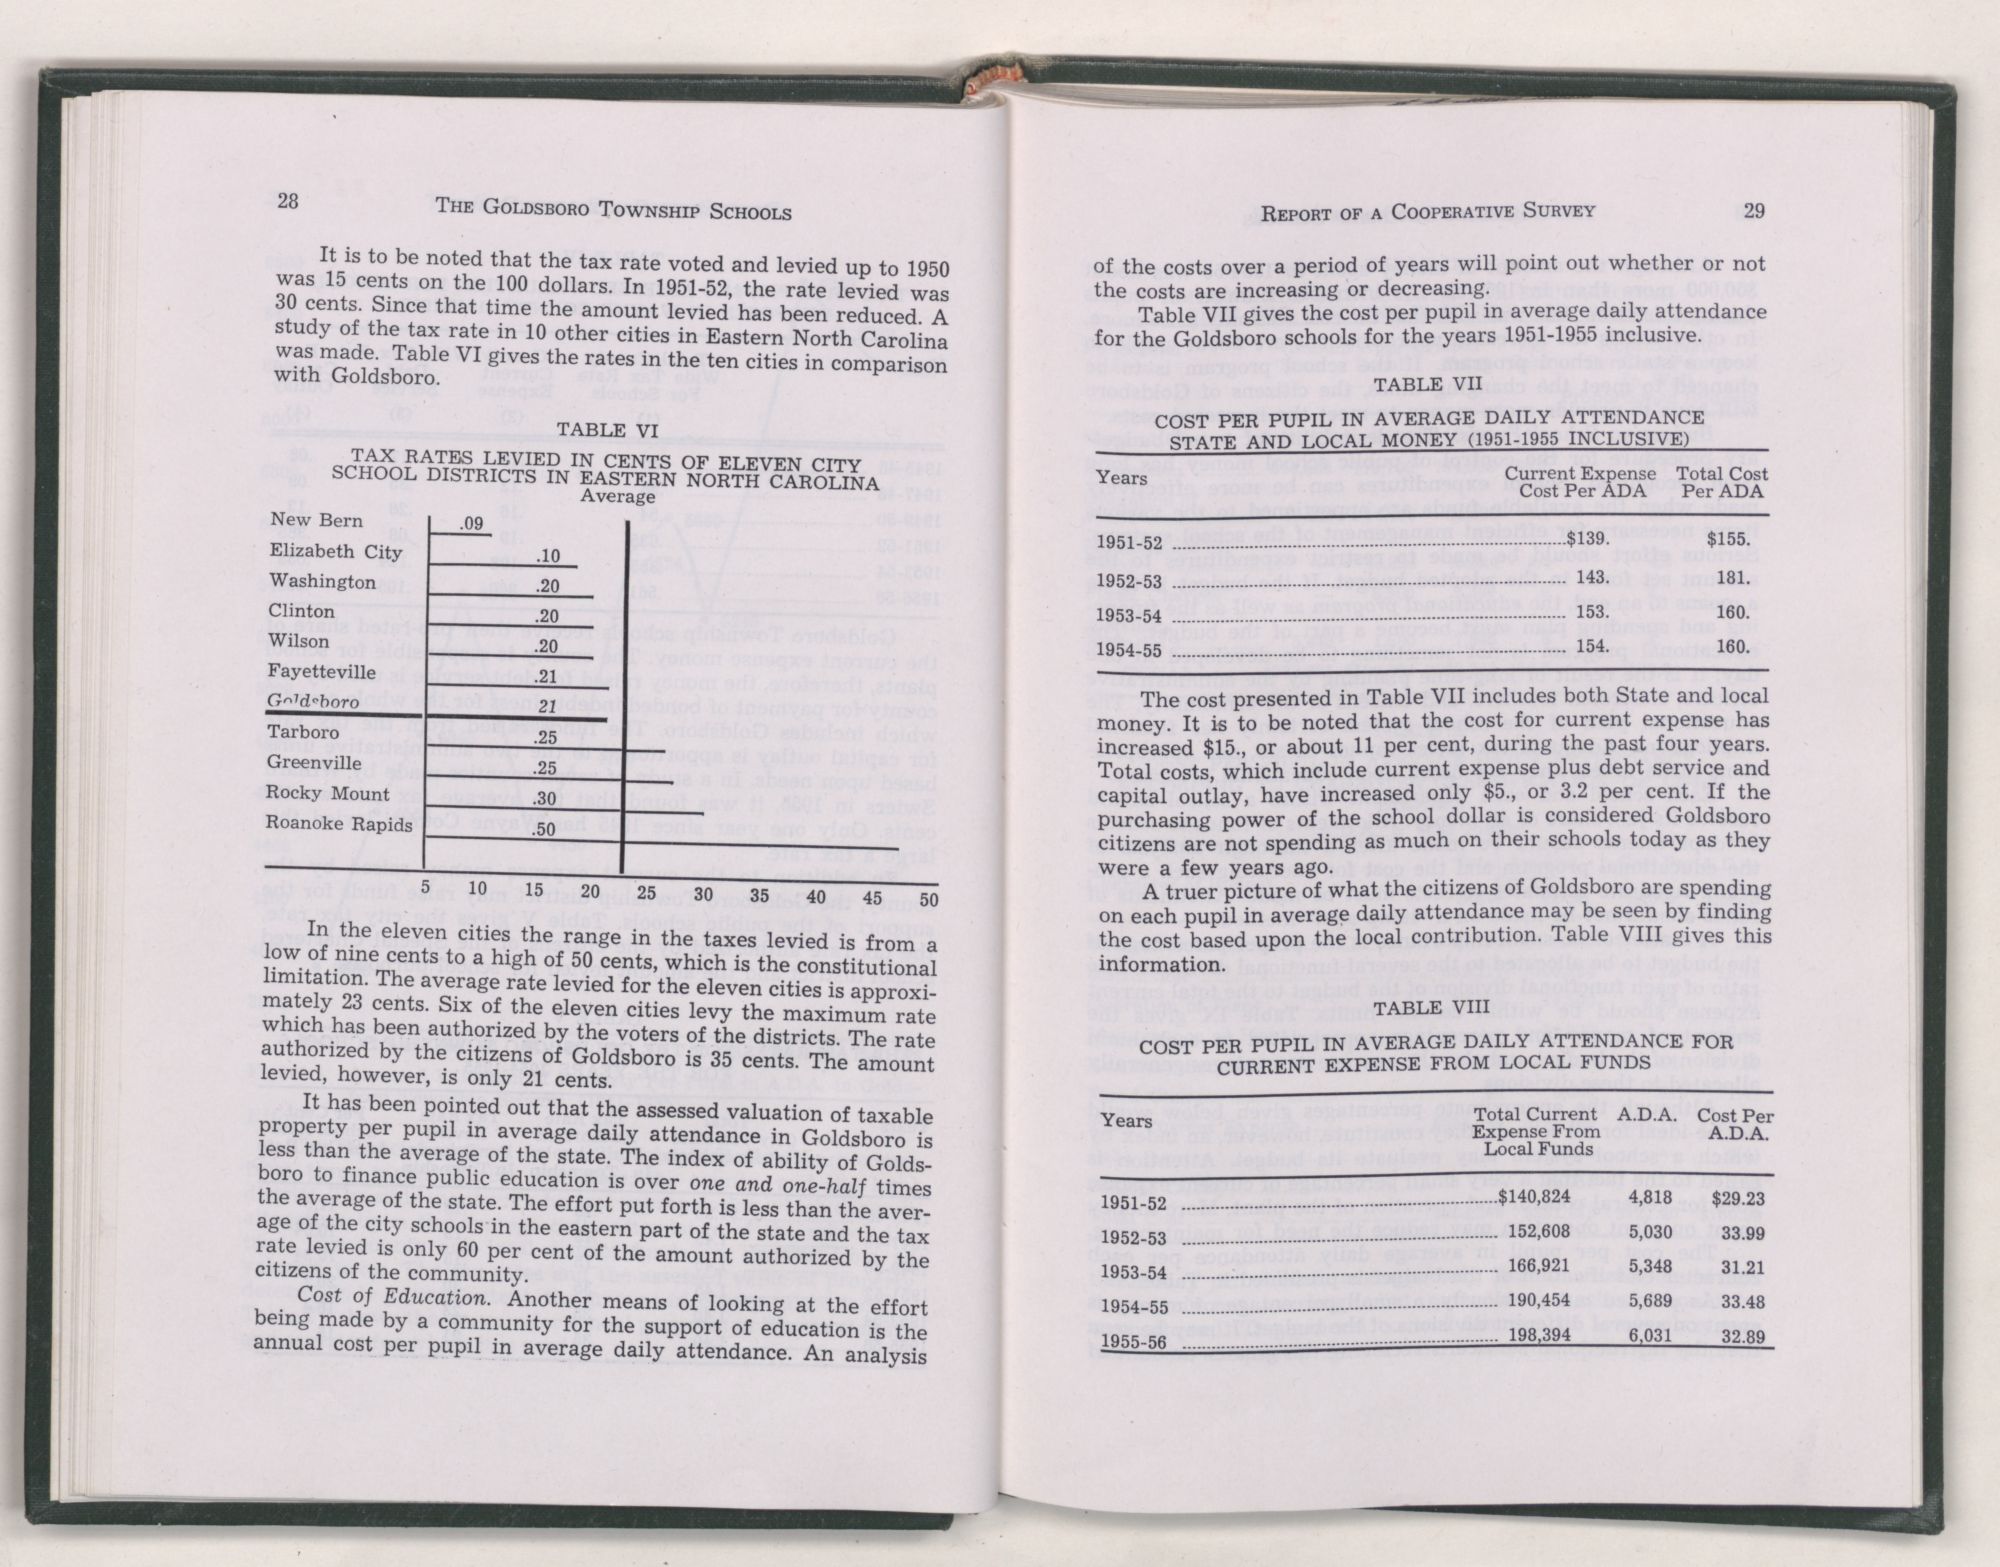 28
THE GOLDSBORO TOWNSHIP SCHOOLS
It is to be noted that the tax rate voted and levied up to 1950
was 15 cents on the 100 dollars. In 1951-52, the rate levied was
30 cents. Since that time the amount levied has been reduced. A
study of the tax rate in 10 other cities in Eastern North Carolina
was made. Table VI gives the rates in the ten cities in comparison
with Goldsboro.
TABLE VI
TAX RATES LEVIED IN CENTS OF ELEVEN CITY
SCHOOL DISTRICTS IN EASTERN NORTH CAROLINA
Average
New Bern .09
Elizabeth City .10
Washington .20
Clinton .20
Wilson .20
Fayetteville .21
Goldsboro 21
Tarboro .25
Greenville .25
Rocky Mount .30
Roanoke Rapids .50
5 10 15 20 25 30 35 40 45 50
In the eleven cities the range in the taxes levied is from a
low of nine cents to a high of 50 cents, which is the constitutional
limitation. The average rate levied for the eleven cities is approxi-
mately 23 cents. Six of the eleven cities levy the maximum rate
which has been authorized by the voters of the districts. The rate
authorized by the citizens of Goldsboro is 35 cents. The amount
levied, however, is only 21 cents.
It has been pointed out that the assessed valuation of taxable
property per pupil in average daily attendance in Goldsboro is
less than the average of the state. The index of ability of Golds-
boro to finance public education is over one and one-half times
the average of the state. The effort put forth is less than the aver-
age of the city schools in the eastern part of the state and the tax
rate levied is only 60 per cent of the amount authorized by the
citizens of the community.
Cost of Education. Another means of looking at the effort
being made by a community for the support of education is the
annual cost per pupil in average daily attendance. An analysis
REPORT OF A COOPERATIVE SURVEY
29
of the costs over a period of years will point out whether or not
the costs are increasing or decreasing.
Table VII gives the cost per pupil in average daily attendance
for the Goldsboro schools for the years 1951-1955 inclusive.
TABLE VII
COST PER PUPIL IN AVERAGE DAILY ATTENDANCE
STATE AND LOCAL MONEY (1951-1955 INCLUSIVE)
Years Current Expense Total Cost
Cost Per ADA Per ADA
1951-52 $139. $155.
1952-53 143. 181.
1953-54 153. 160.
1954-55 154. 160.
The cost presented in Table VII includes both State and local
money. It is to be noted that the cost for current expense has
increased $15., or about 11 per cent, during the past four years.
Total costs, which include current expense plus debt service and
capital outlay, have increased only $5., or 3.2 per cent. If the
purchasing power of the school dollar is considered Goldsboro
citizens are not spending as much on their schools today as they
were a few years ago.
A truer picture of what the citizens of Goldsboro are spending
on each pupil in average daily attendance may be seen by finding
the cost based upon the local contribution. Table VIII gives this
information.
TABLE VIII
COST PER PUPIL IN AVERAGE DAILY ATTENDANCE FOR
CURRENT EXPENSE FROM LOCAL FUNDS
Years Total Current A.D.A. Cost Per
Expense From A.D.A.
Local Funds
1951-52 $140,824 4,818 $29.23
1952-53 152,608 5,030 33.99
1953-54 166,921 5,348 31.21
1954-55 190,454 5,689 33.48
1955-56 198,394 6,031 32.89